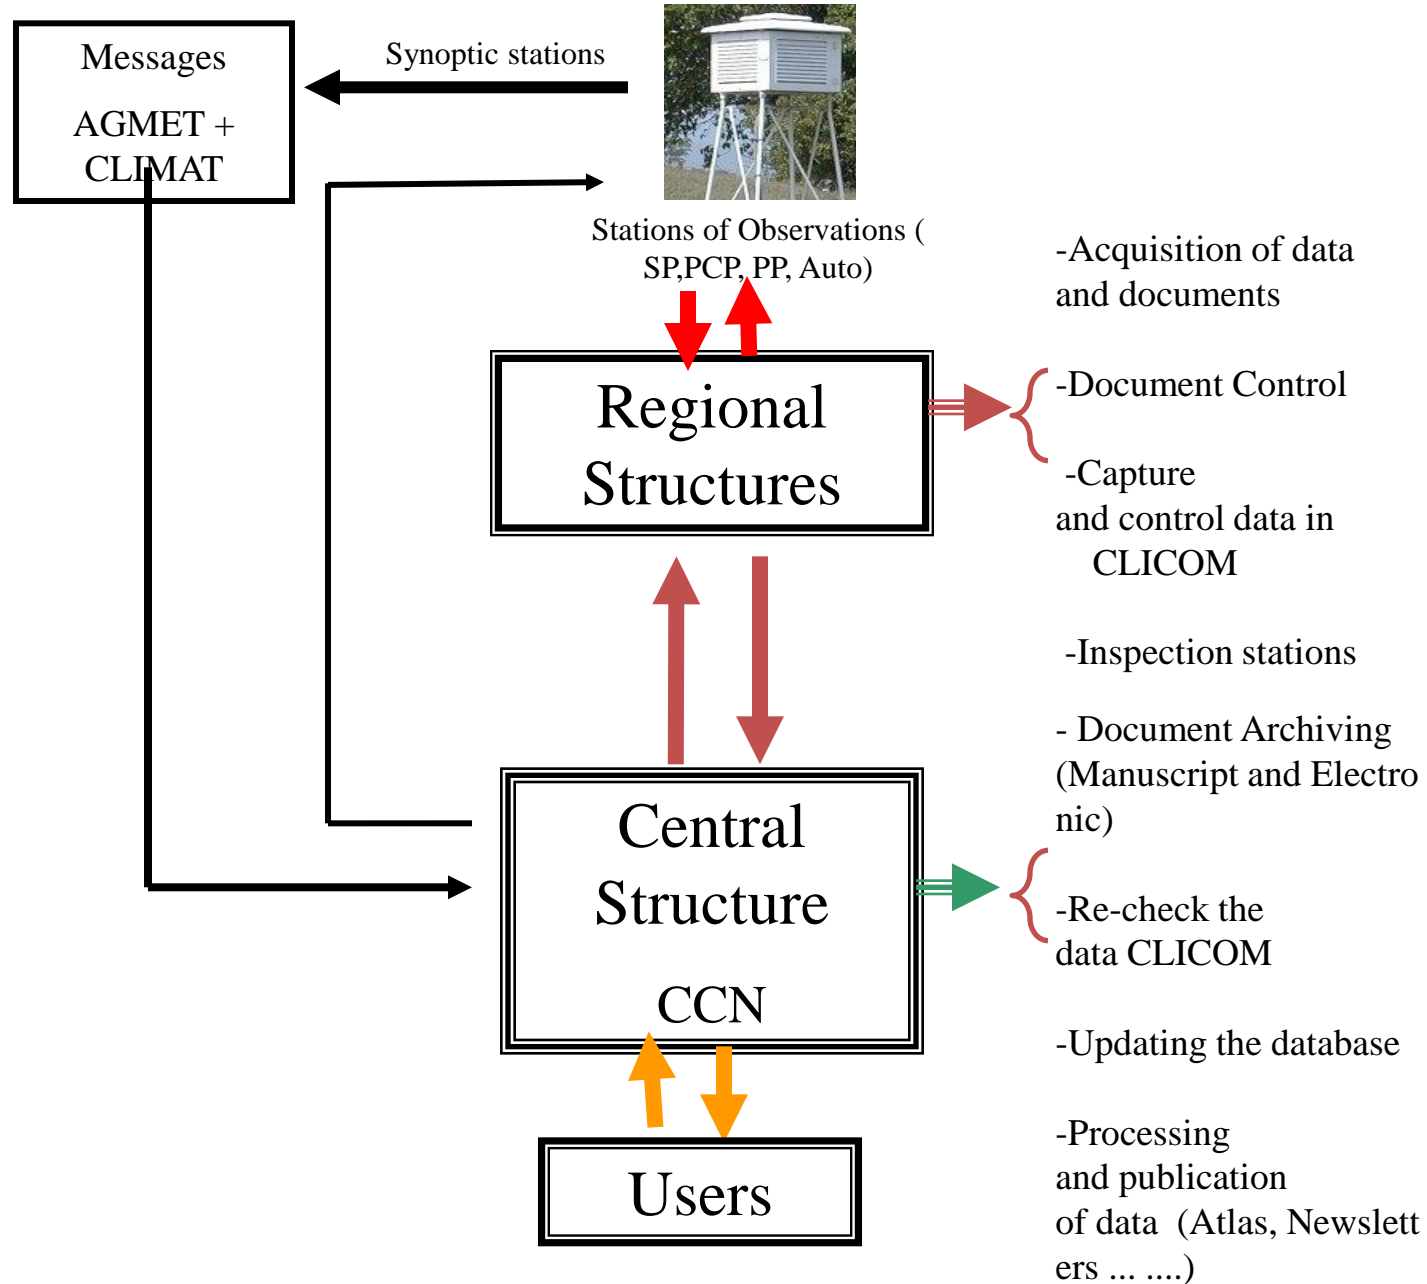 Messages
AGMET +
CLIMAT
Synoptic stations
Stations of Observations (
SP,PCP, PP, Auto)
Regional
Structures
Central
Structure
CCN
Users
-Acquisition of data
and documents
-Document Control
-Capture
and control data in
CLICOM
-Inspection stations
- Document Archiving
(Manuscript and Electro
nic)
-Re-check the
data CLICOM
-Updating the database
-Processing
and publication
of data  (Atlas, Newslett
ers ... ....)